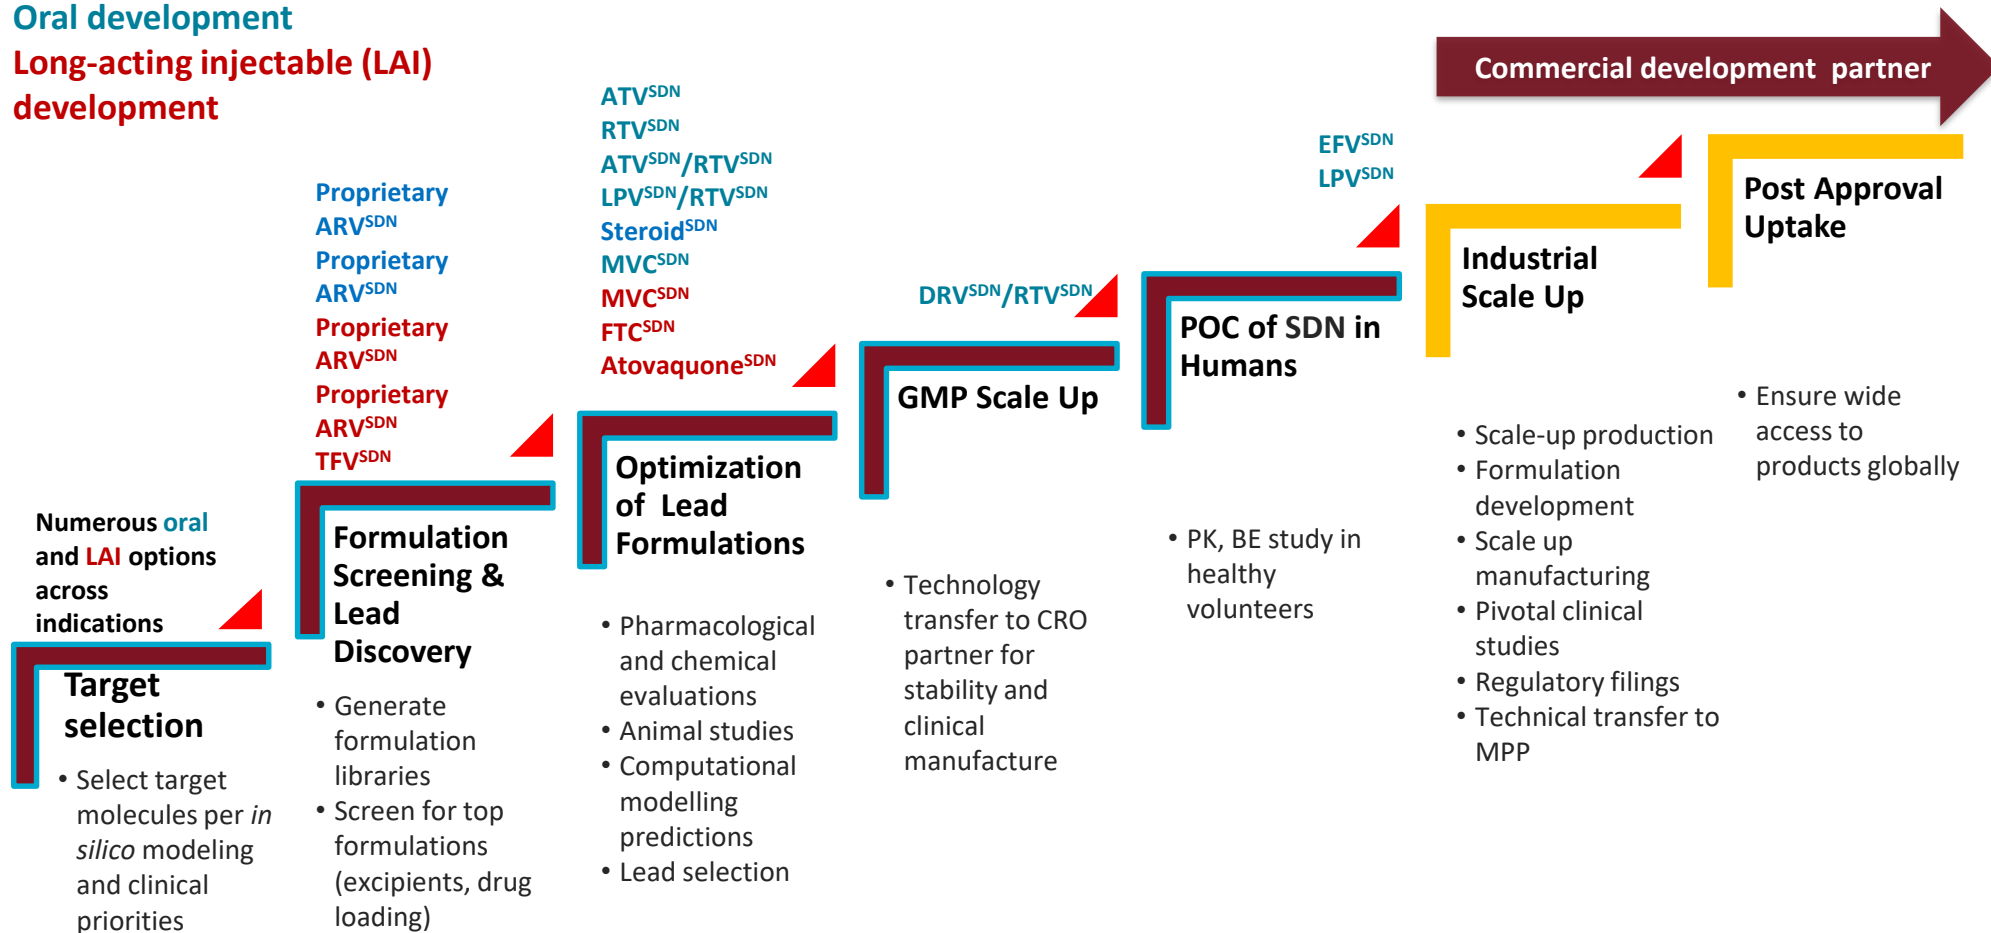 Oral development
Long-acting injectable (LAI)
development
Commercial development partner
Numerous oral
and LAI options
across
indications
Target
selection
• Select target
molecules per in
silico modeling
and clinical
priorities
Proprietary
ARVSDN
Proprietary
ARVSDN
Proprietary
ARVSDN
Proprietary
ARVSDN
TFVSDN
Formulation
Screening &
Lead
Discovery
• Generate
formulation
libraries
• Screen for top
formulations
(excipients, drug
loading)
ATVSDN
RTVSDN
ATVSDN/RTVSDN
LPVSDN/RTVSDN
SteroidSDN
MVCSDN
MVCSDN
FTCSDN
AtovaquoneSDN
Optimization
of Lead
Formulations
• Pharmacological
and chemical
evaluations
• Animal studies
• Computational
modelling
predictions
• Lead selection
DRVSDN/RTVSDN
GMP Scale Up
• Technology
transfer to CRO
partner for
stability and
clinical
manufacture
EFVSDN
LPVSDN
POC of SDN in
Humans
• PK, BE study in
healthy
volunteers
Industrial
Scale Up
• Scale-up production
• Formulation
development
• Scale up
manufacturing
• Pivotal clinical
studies
• Regulatory filings
• Technical transfer to
MPP
Post Approval
Uptake
• Ensure wide
access to
products globally